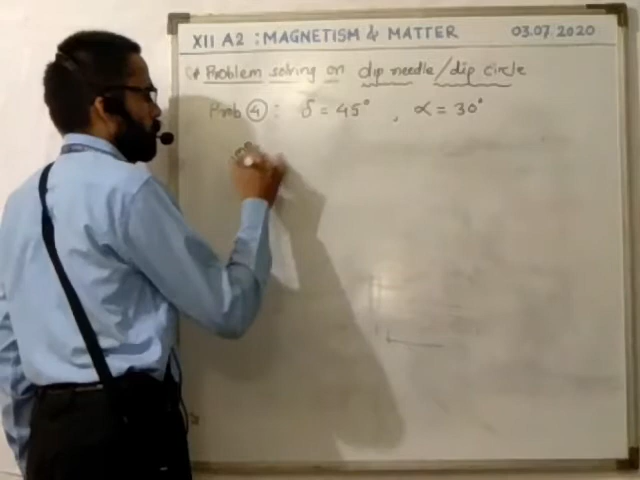 XII A2 : MAGNETISM & MATTER 03.07.2020
Problem solving on dip needle/dip circle
Prob ④ : δ = 45° , α = 30°